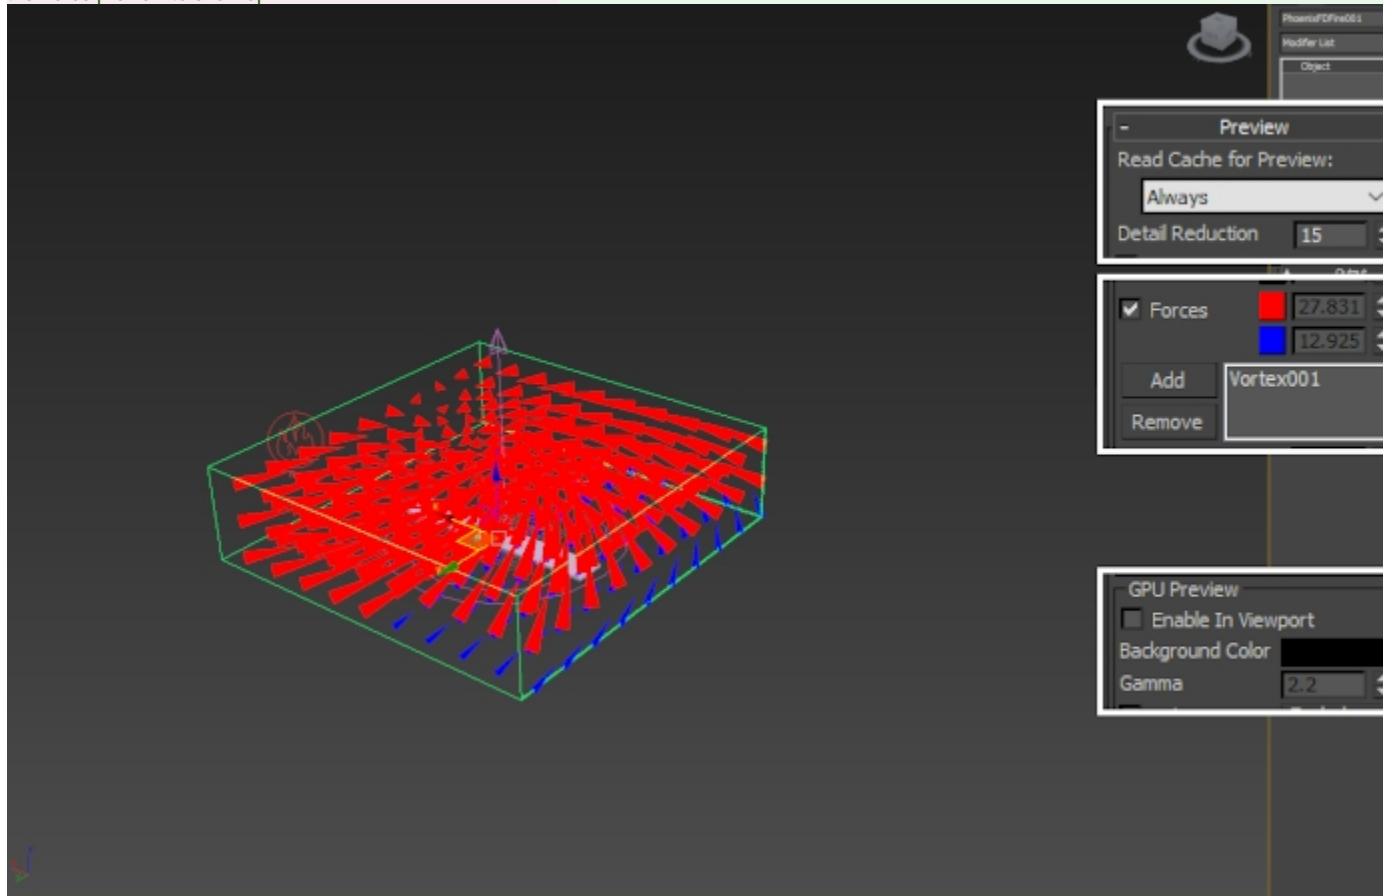 PhoenixFDFire001
Modifier List
Object
- Preview
Read Cache for Preview:
Always
Detail Reduction 15
Forces 27.831
12.925
Add Vortex001
Remove
GPU Preview
Enable In Viewport
Background Color
Gamma 2.2